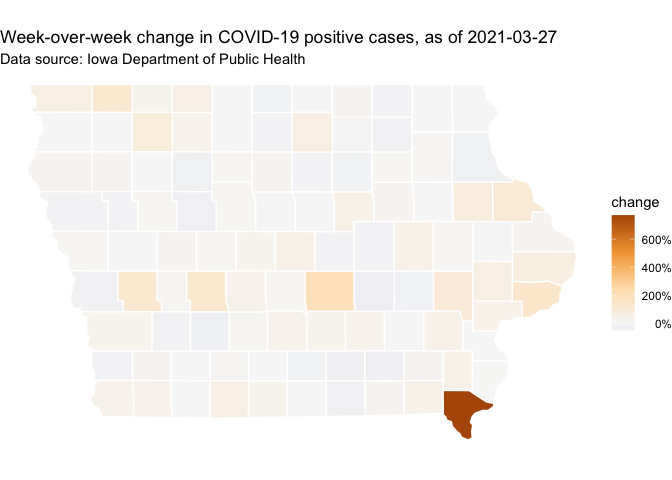 Week-over-week change in COVID-19 positive cases, as of 2021-03-27
Data source: Iowa Department of Public Health
change
600%
400%
200%
0%